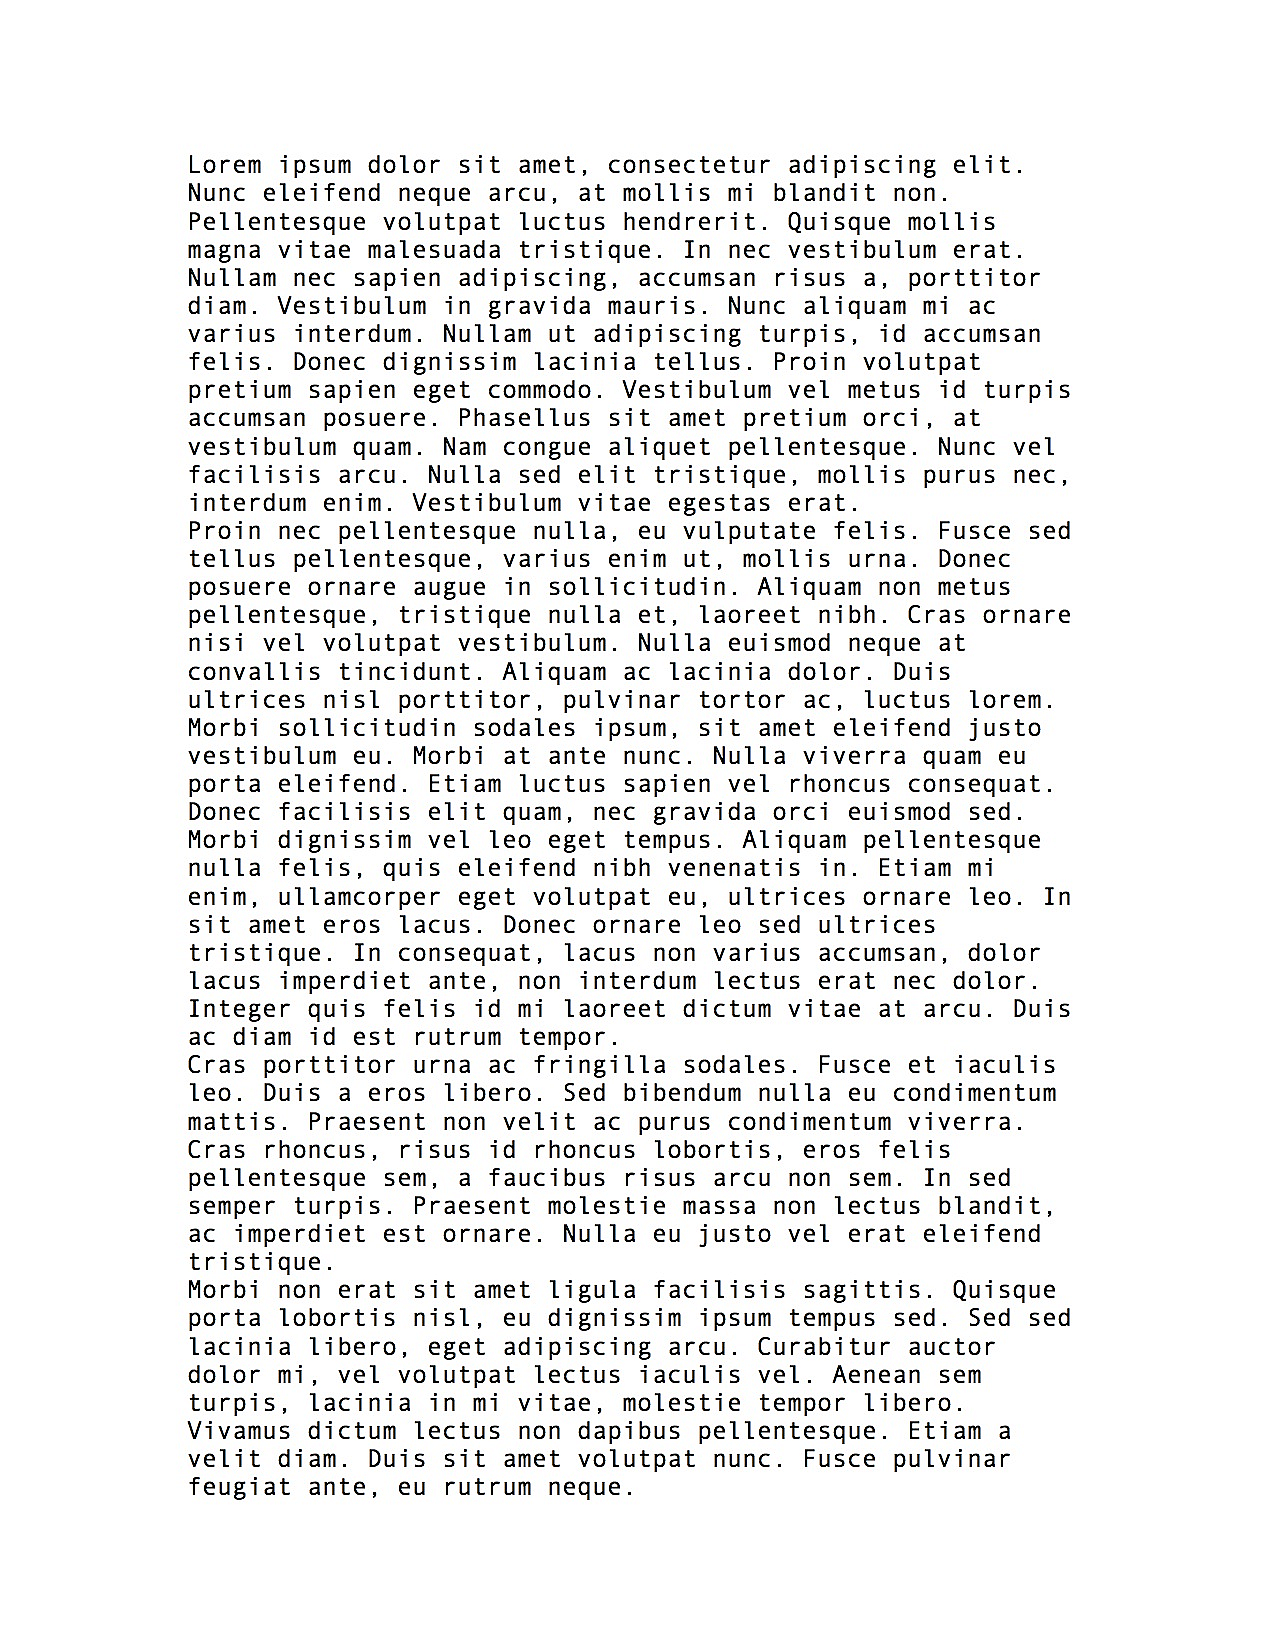 Lorem ipsum dolor sit amet, consectetur adipiscing elit.
Nunc eleifend neque arcu, at mollis mi blandit non.
Pellentesque volutpat luctus hendrerit. Quisque mollis
magna vitae malesuada tristique. In nec vestibulum erat.
Nullam nec sapien adipiscing, accumsan risus a, porttitor
diam. Vestibulum in gravida mauris. Nunc aliquam mi ac
varius interdum. Nullam ut adipiscing turpis, id accumsan
felis. Donec dignissim lacinia tellus. Proin volutpat
pretium sapien eget commodo. Vestibulum vel metus id turpis
accumsan posuere. Phasellus sit amet pretium orci, at
vestibulum quam. Nam congue aliquet pellentesque. Nunc vel
facilisis arcu. Nulla sed elit tristique, mollis purus nec,
interdum enim. Vestibulum vitae egestas erat.
Proin nec pellentesque nulla, eu vulputate felis. Fusce sed
tellus pellentesque, varius enim ut, mollis urna. Donec
posuere ornare augue in sollicitudin. Aliquam non metus
pellentesque, tristique nulla et, laoreet nibh. Cras ornare
nisi vel volutpat vestibulum. Nulla euismod neque at
convallis tincidunt. Aliquam ac lacinia dolor. Duis
ultrices nisl porttitor, pulvinar tortor ac, luctus lorem.
Morbi sollicitudin sodales ipsum, sit amet eleifend justo
vestibulum eu. Morbi at ante nunc. Nulla viverra quam eu
porta eleifend. Etiam luctus sapien vel rhoncus consequat.
Donec facilisis elit quam, nec gravida orci euismod sed.
Morbi dignissim vel leo eget tempus. Aliquam pellentesque
nulla felis, quis eleifend nibh venenatis in. Etiam mi
enim, ullamcorper eget volutpat eu, ultrices ornare leo. In
sit amet eros lacus. Donec ornare leo sed ultrices
tristique. In consequat, lacus non varius accumsan, dolor
lacus imperdiet ante, non interdum lectus erat nec dolor.
Integer quis felis id mi laoreet dictum vitae at arcu. Duis
ac diam id est rutrum tempor.
Cras porttitor urna ac fringilla sodales. Fusce et iaculis
leo. Duis a eros libero. Sed bibendum nulla eu condimentum
mattis. Praesent non velit ac purus condimentum viverra.
Cras rhoncus, risus id rhoncus lobortis, eros felis
pellentesque sem, a faucibus risus arcu non sem. In sed
semper turpis. Praesent molestie massa non lectus blandit,
ac imperdiet est ornare. Nulla eu justo vel erat eleifend
tristique.
Morbi non erat sit amet ligula facilisis sagittis. Quisque
porta lobortis nisl, eu dignissim ipsum tempus sed. Sed sed
lacinia libero, eget adipiscing arcu. Curabitur auctor
dolor mi, vel volutpat lectus iaculis vel. Aenean sem
turpis, lacinia in mi vitae, molestie tempor libero.
Vivamus dictum lectus non dapibus pellentesque. Etiam a
velit diam. Duis sit amet volutpat nunc. Fusce pulvinar
feugiat ante, eu rutrum neque.